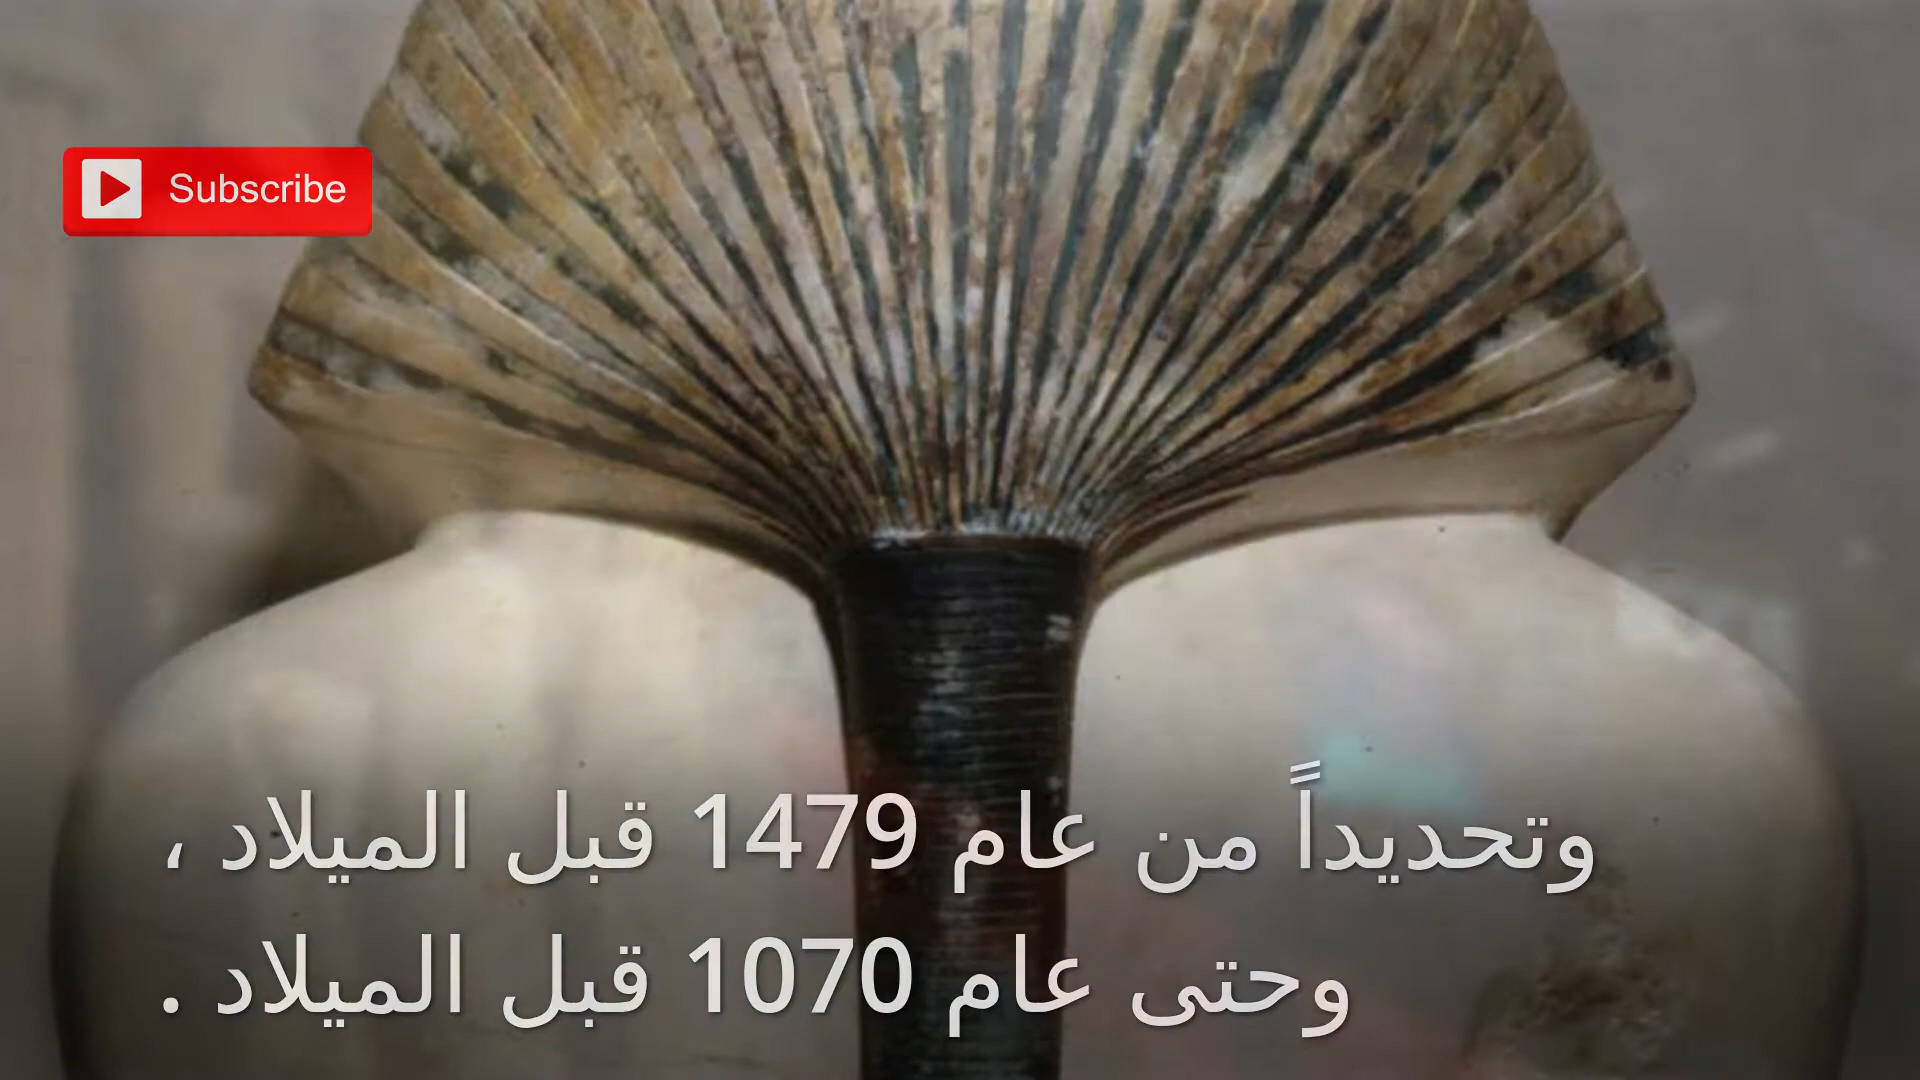 Subscribe
وتحديداً من عام 1479 قبل الميلاد ،
وحتى عام 1070 قبل الميلاد .